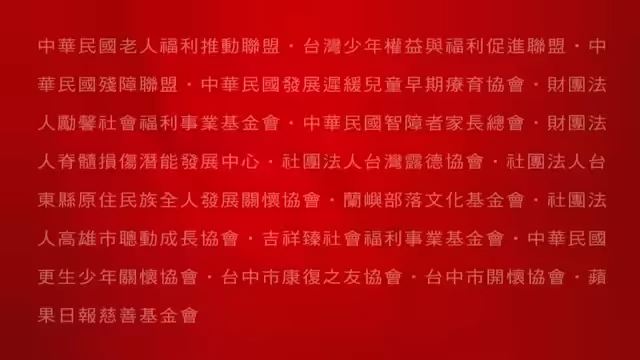 中華民國老人福利推動聯盟・台灣少年權益與福利促進聯盟・中
華民國殘障聯盟・中華民國發展遲緩兒童早期療育協會・財團法
人勵馨社會福利事業基金會・中華民國智障者家長總會・財團法
人脊髓損傷潛能發展中心・社團法人台灣露德協會・社團法人台
東縣原住民族全人發展關懷協會・蘭嶼部落文化基金會・社團法
人高雄市聰動成長協會・吉祥臻社會福利事業基金會・中華民國
更生少年關懷協會・台中市康復之友協會・台中市開懷協會・蘋
果日報慈善基金會